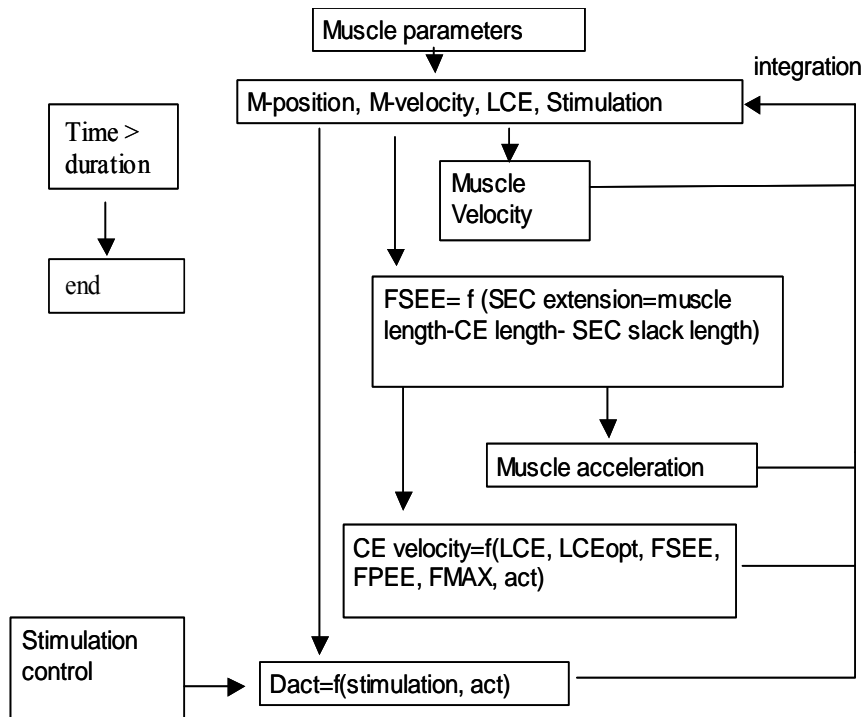 Muscle parameters
integration
M-position, M-velocity, LCE, Stimulation
Time >
duration
Muscle
Velocity
end
FSEE= f (SEC extension=muscle
length-CE length- SEC slack length)
Muscle acceleration
CE velocity=f(LCE, LCEopt, FSEE,
FPEE, FMAX, act)
Stimulation
control
Dact=f(stimulation, act)